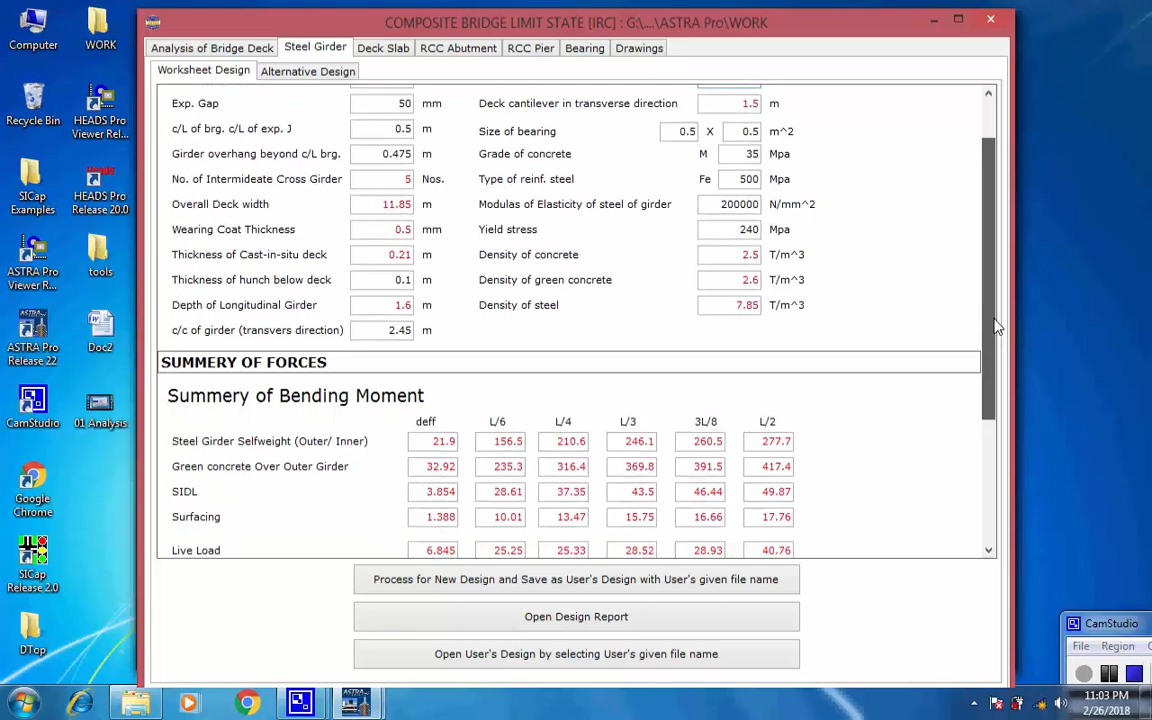 COMPOSITE BRIDGE LIMIT STATE [IRC] : G:\...\ASTRA Pro\WORK
Analysis of Bridge Deck Steel Girder Deck Slab RCC Abutment RCC Pier Bearing Drawings
Worksheet Design Alternative Design
Exp. Gap 50 mm Deck cantilever in transverse direction 1.5 m
c/L of brg. c/L of exp. J 0.5 m Size of bearing 0.5 X 0.5 m^2
Girder overhang beyond c/L brg. 0.475 m Grade of concrete M 35 Mpa
No. of Intermideate Cross Girder 5 Nos. Type of reinf. steel Fe 500 Mpa
Overall Deck width 11.85 m Modulas of Elasticity of steel of girder 200000 N/mm^2
Wearing Coat Thickness 0.5 mm Yield stress 240 Mpa
Thickness of Cast-in-situ deck 0.21 m Density of concrete 2.5 T/m^3
Thickness of hunch below deck 0.1 m Density of green concrete 2.6 T/m^3
Depth of Longitudinal Girder 1.6 m Density of steel 7.85 T/m^3
c/c of girder (transvers direction) 2.45 m
SUMMERY OF FORCES
Summary of Bending Moment
deff L/6 L/4 L/3 3L/8 L/2
Steel Girder Selfweight (Outer/ Inner) 21.9 156.5 210.6 246.1 260.5 277.7
Green concrete Over Outer Girder 32.92 235.3 316.4 369.8 391.5 417.4
SIDL 3.854 28.61 37.35 43.5 46.44 49.87
Surfacing 1.388 10.01 13.47 15.75 16.66 17.76
Live Load 6.845 25.25 25.33 28.52 28.93 40.76
Process for New Design and Save as User's Design with User's given file name
Open Design Report
Open User's Design by selecting User's given file name
Computer
WORK
Recycle Bin
HEADS Pro
Viewer Rel...
SICap
Examples
HEADS Pro
Release 20.0
ASTRA Pro
Viewer R...
tools
ASTRA Pro
Release 22
Doc2
CamStudio
01 Analysis
Google
Chrome
SICap
Release 2.0
DTop
CamStudio
File Region
11:03 PM
2/26/2018